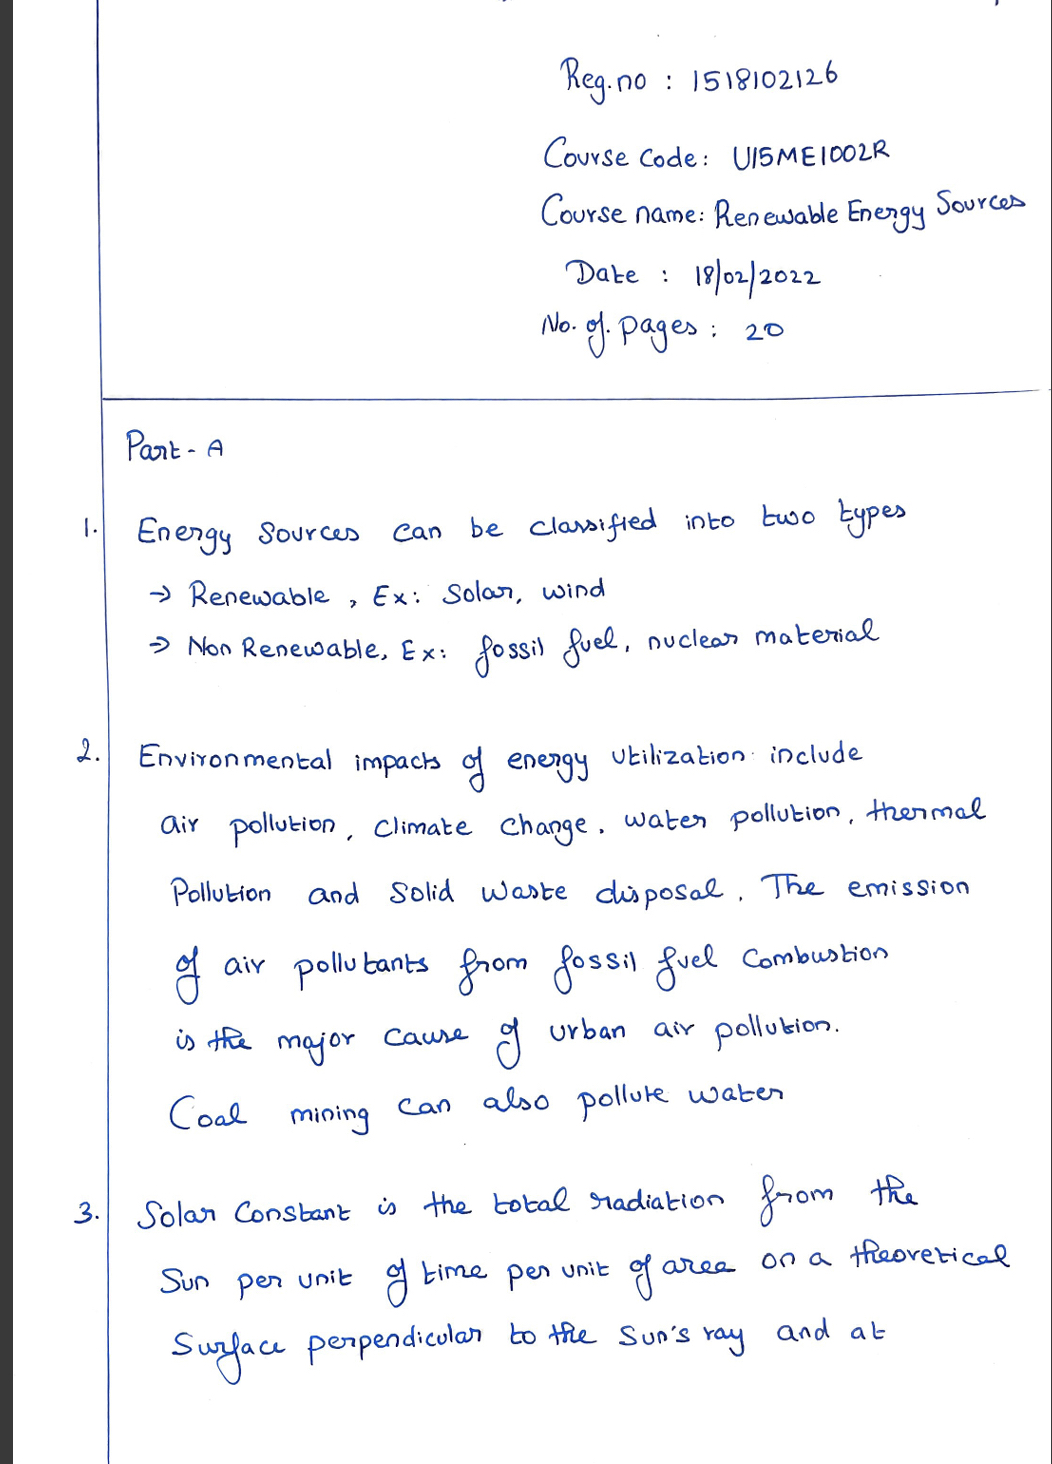 Reg.no : 1518102126
Course Code: U15ME1002R
Course name: Renewable Energy Sources
Date : 18/02/2022
No. of. pages : 20
Part - A
1. Energy Sources can be classified into two types
→ Renewable, Ex: Solar, wind
→ Non Renewable, Ex: fossil fuel, nuclear material
2. Environmental impacts of energy utilization include
air pollution, climate change, water pollution, thermal
Pollution and Solid waste disposal. The emission
of air pollutants from fossil fuel combustion
is the major cause of urban air pollution.
Coal mining can also pollute water
3. Solar Constant is the total radiation from the
Sun per unit of time per unit of area on a theoretical
Surface perpendicular to the Sun's ray and at